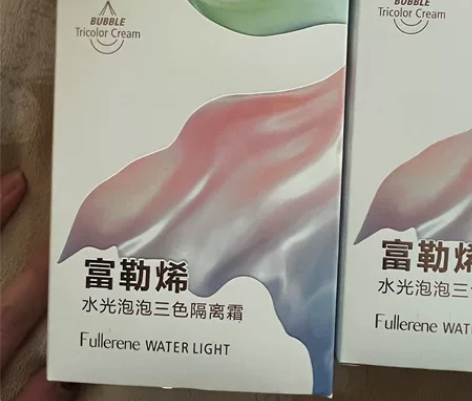 BUBBLE
Tricolor Cream
富勒烯
水光泡泡三色隔离霜
Fullerene WATER LIGHT
BUBBLE
Tricolor Cream
富勒烯
水光泡泡三
Fullerene WATE